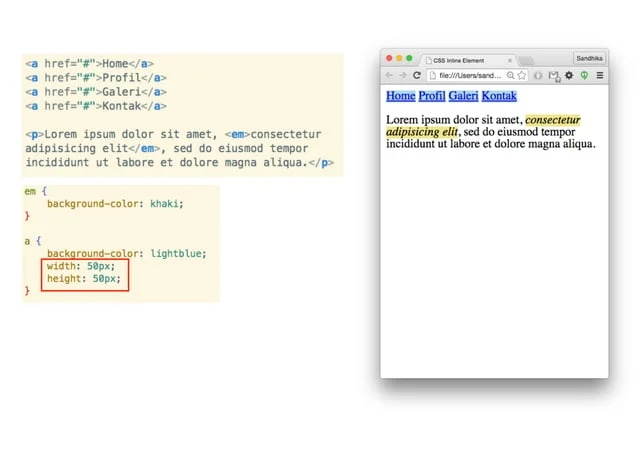 <a href="#">Home</a>
<a href="#">Profil</a>
<a href="#">Galeri</a>
<a href="#">Kontak</a>
<p>Lorem ipsum dolor sit amet, <em>consectetur
adipisicing elit</em>, sed do eiusmod tempor
incididunt ut labore et dolore magna aliqua.</p>
em {
background-color: khaki;
}
a {
background-color: lightblue;
width: 50px;
height: 50px;
}
CSS Inline Element
Sandhika
file:///Users/sand
Home Profil Galeri Kontak
Lorem ipsum dolor sit amet, consectetur
adipisicing elit, sed do eiusmod tempor
incididunt ut labore et dolore magna aliqua.